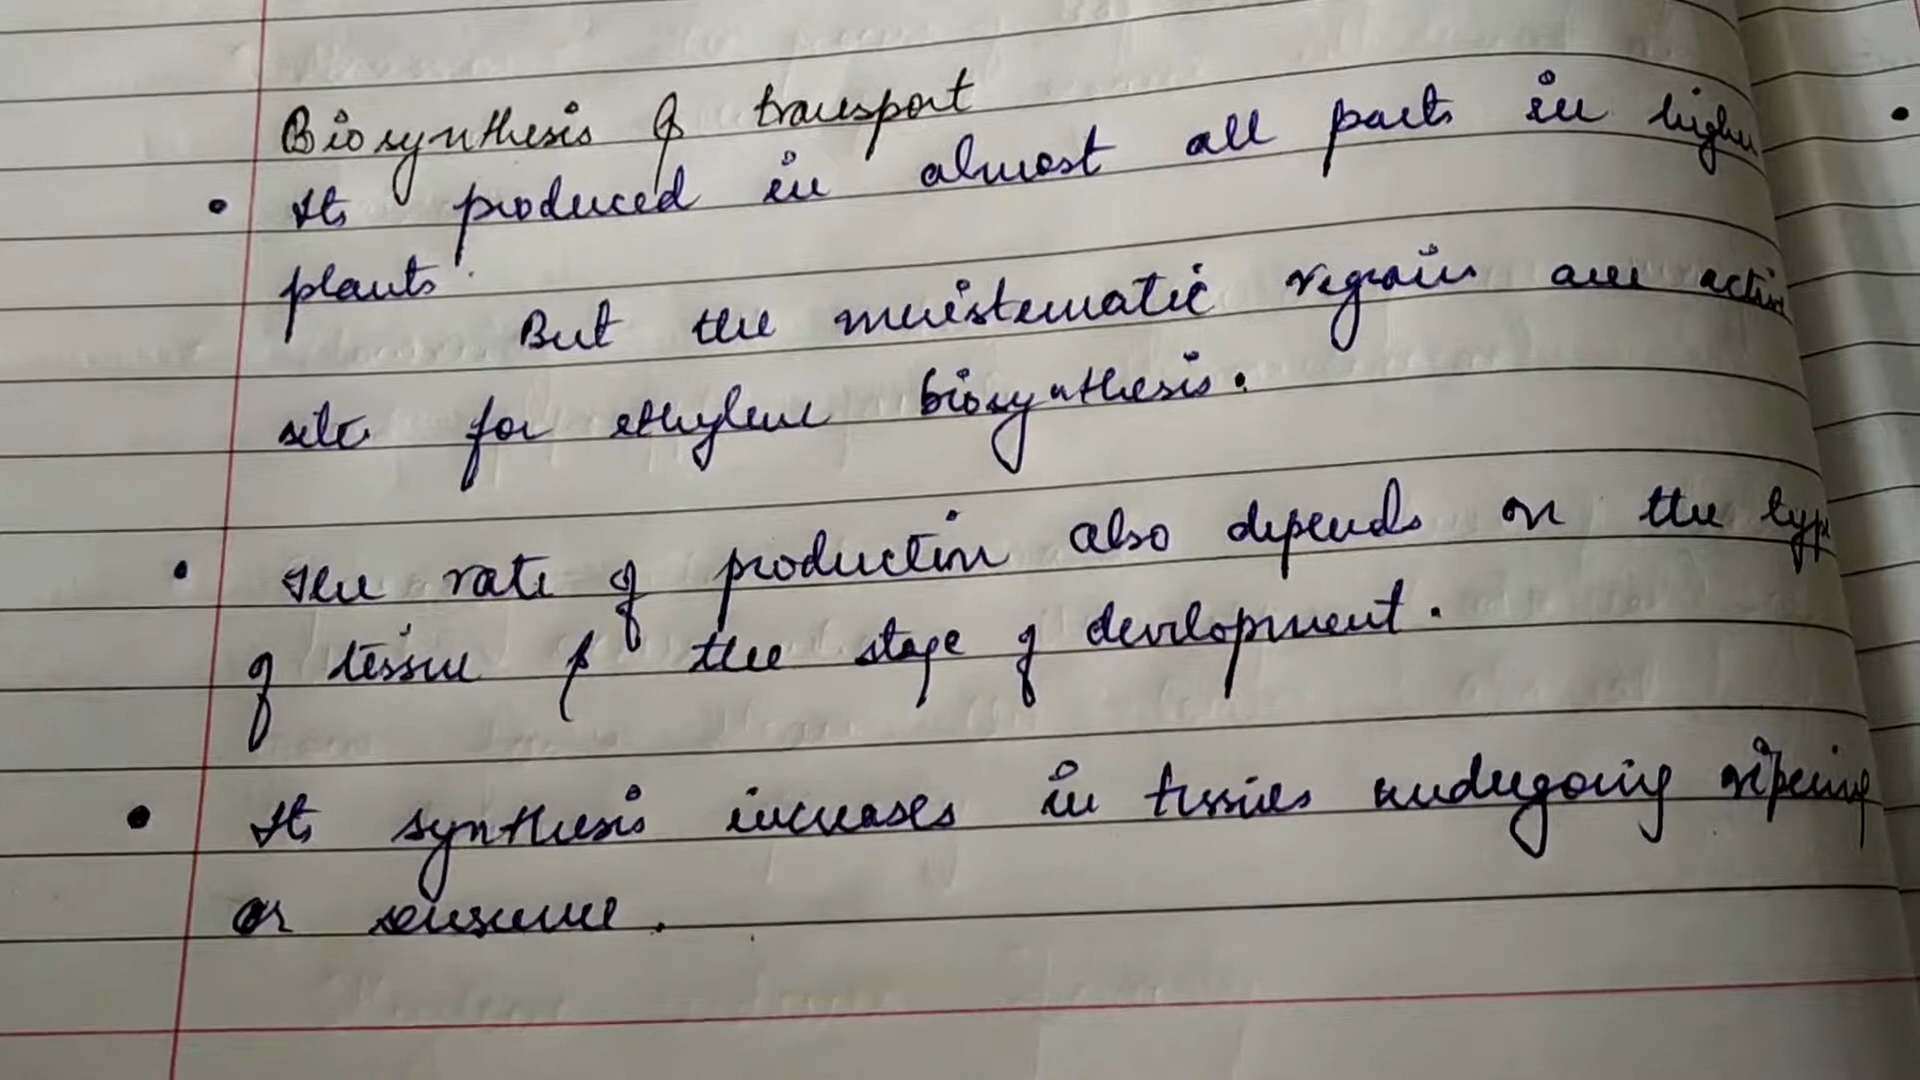 Biosynthesis & transport
• Its produced in almost all parts in higher
plants.
But the meristematic regions are active
site for ethylene biosynthesis.
• The rate of production also depends on the type
of tissue & the stage of development.
• Its synthesis increases in tissues undergoing ripening
or senescence.
•